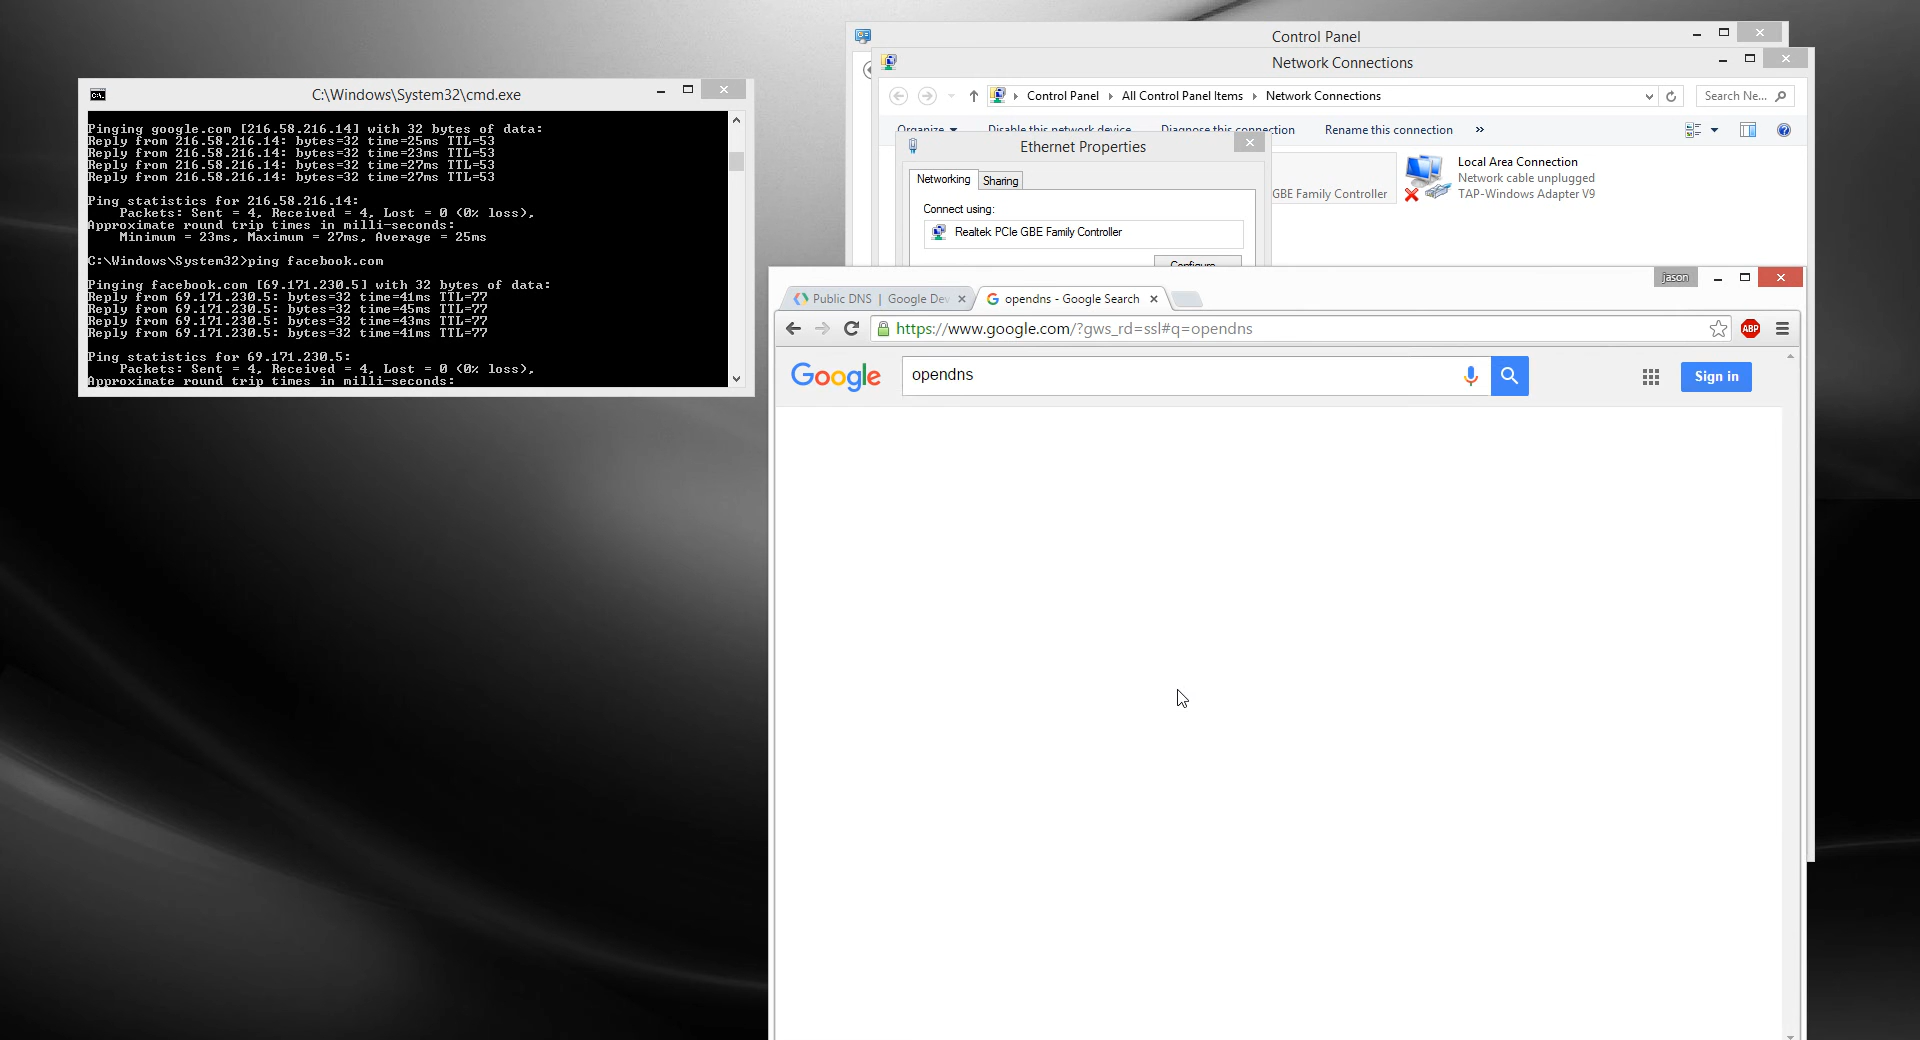 C:\Windows\System32\cmd.exe
Pinging google.com [216.58.216.14] with 32 bytes of data:
Reply from 216.58.216.14: bytes=32 time=25ms TTL=53
Reply from 216.58.216.14: bytes=32 time=23ms TTL=53
Reply from 216.58.216.14: bytes=32 time=27ms TTL=53
Reply from 216.58.216.14: bytes=32 time=27ms TTL=53
Ping statistics for 216.58.216.14:
Packets: Sent = 4, Received = 4, Lost = 0 (0% loss),
Approximate round trip times in milli-seconds:
Minimum = 23ms, Maximum = 27ms, Average = 25ms
C:\Windows\System32>ping facebook.com
Pinging facebook.com [69.171.230.5] with 32 bytes of data:
Reply from 69.171.230.5: bytes=32 time=41ms TTL=77
Reply from 69.171.230.5: bytes=32 time=45ms TTL=77
Reply from 69.171.230.5: bytes=32 time=43ms TTL=77
Reply from 69.171.230.5: bytes=32 time=41ms TTL=77
Ping statistics for 69.171.230.5:
Packets: Sent = 4, Received = 4, Lost = 0 (0% loss),
Approximate round trip times in milli-seconds:
Control Panel
Network Connections
Control Panel All Control Panel Items Network Connections Search Ne...
Organize Disable this network device Diagnose this connection Rename this connection »
Ethernet Properties
Networking Sharing
Connect using:
Realtek PCIe GBE Family Controller
Configure...
GBE Family Controller
Local Area Connection
Network cable unplugged
TAP-Windows Adapter V9
jason
Public DNS | Google Dev
opendns - Google Search
https://www.google.com/?gws_rd=ssl#q=opendns
ABP
Google
opendns
Sign in